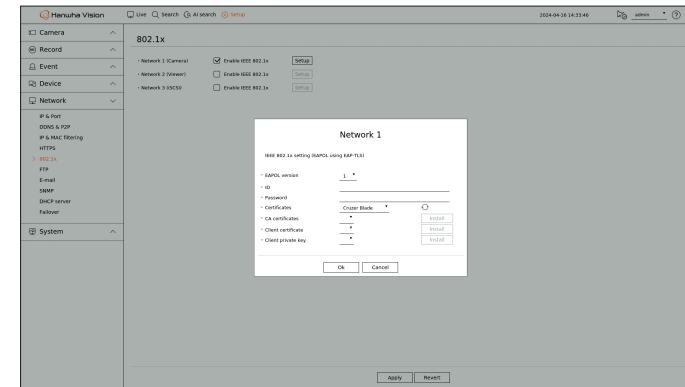 Hanwha Vision
Live Search AI search Setup 2024-04-16 14:33:46 admin ?
Camera
Record
Event
Device
Network
IP & Port
DDNS & P2P
IP & MAC filtering
HTTPS
> 802.1x
FTP
E-mail
SNMP
DHCP server
Failover
System
802.1x
Network 1 (Camera) Enable IEEE 802.1x Setup
Network 2 (Viewer) Enable IEEE 802.1x Setup
Network 3 (iSCSI) Enable IEEE 802.1x Setup
Network 1
IEEE 802.1x setting (EAPOL using EAP-TLS)
EAPOL version 1
ID
Password
Certificates Cruzer Blade
CA certificates Install
Client certificate Install
Client private key Install
Ok Cancel
Apply Revert